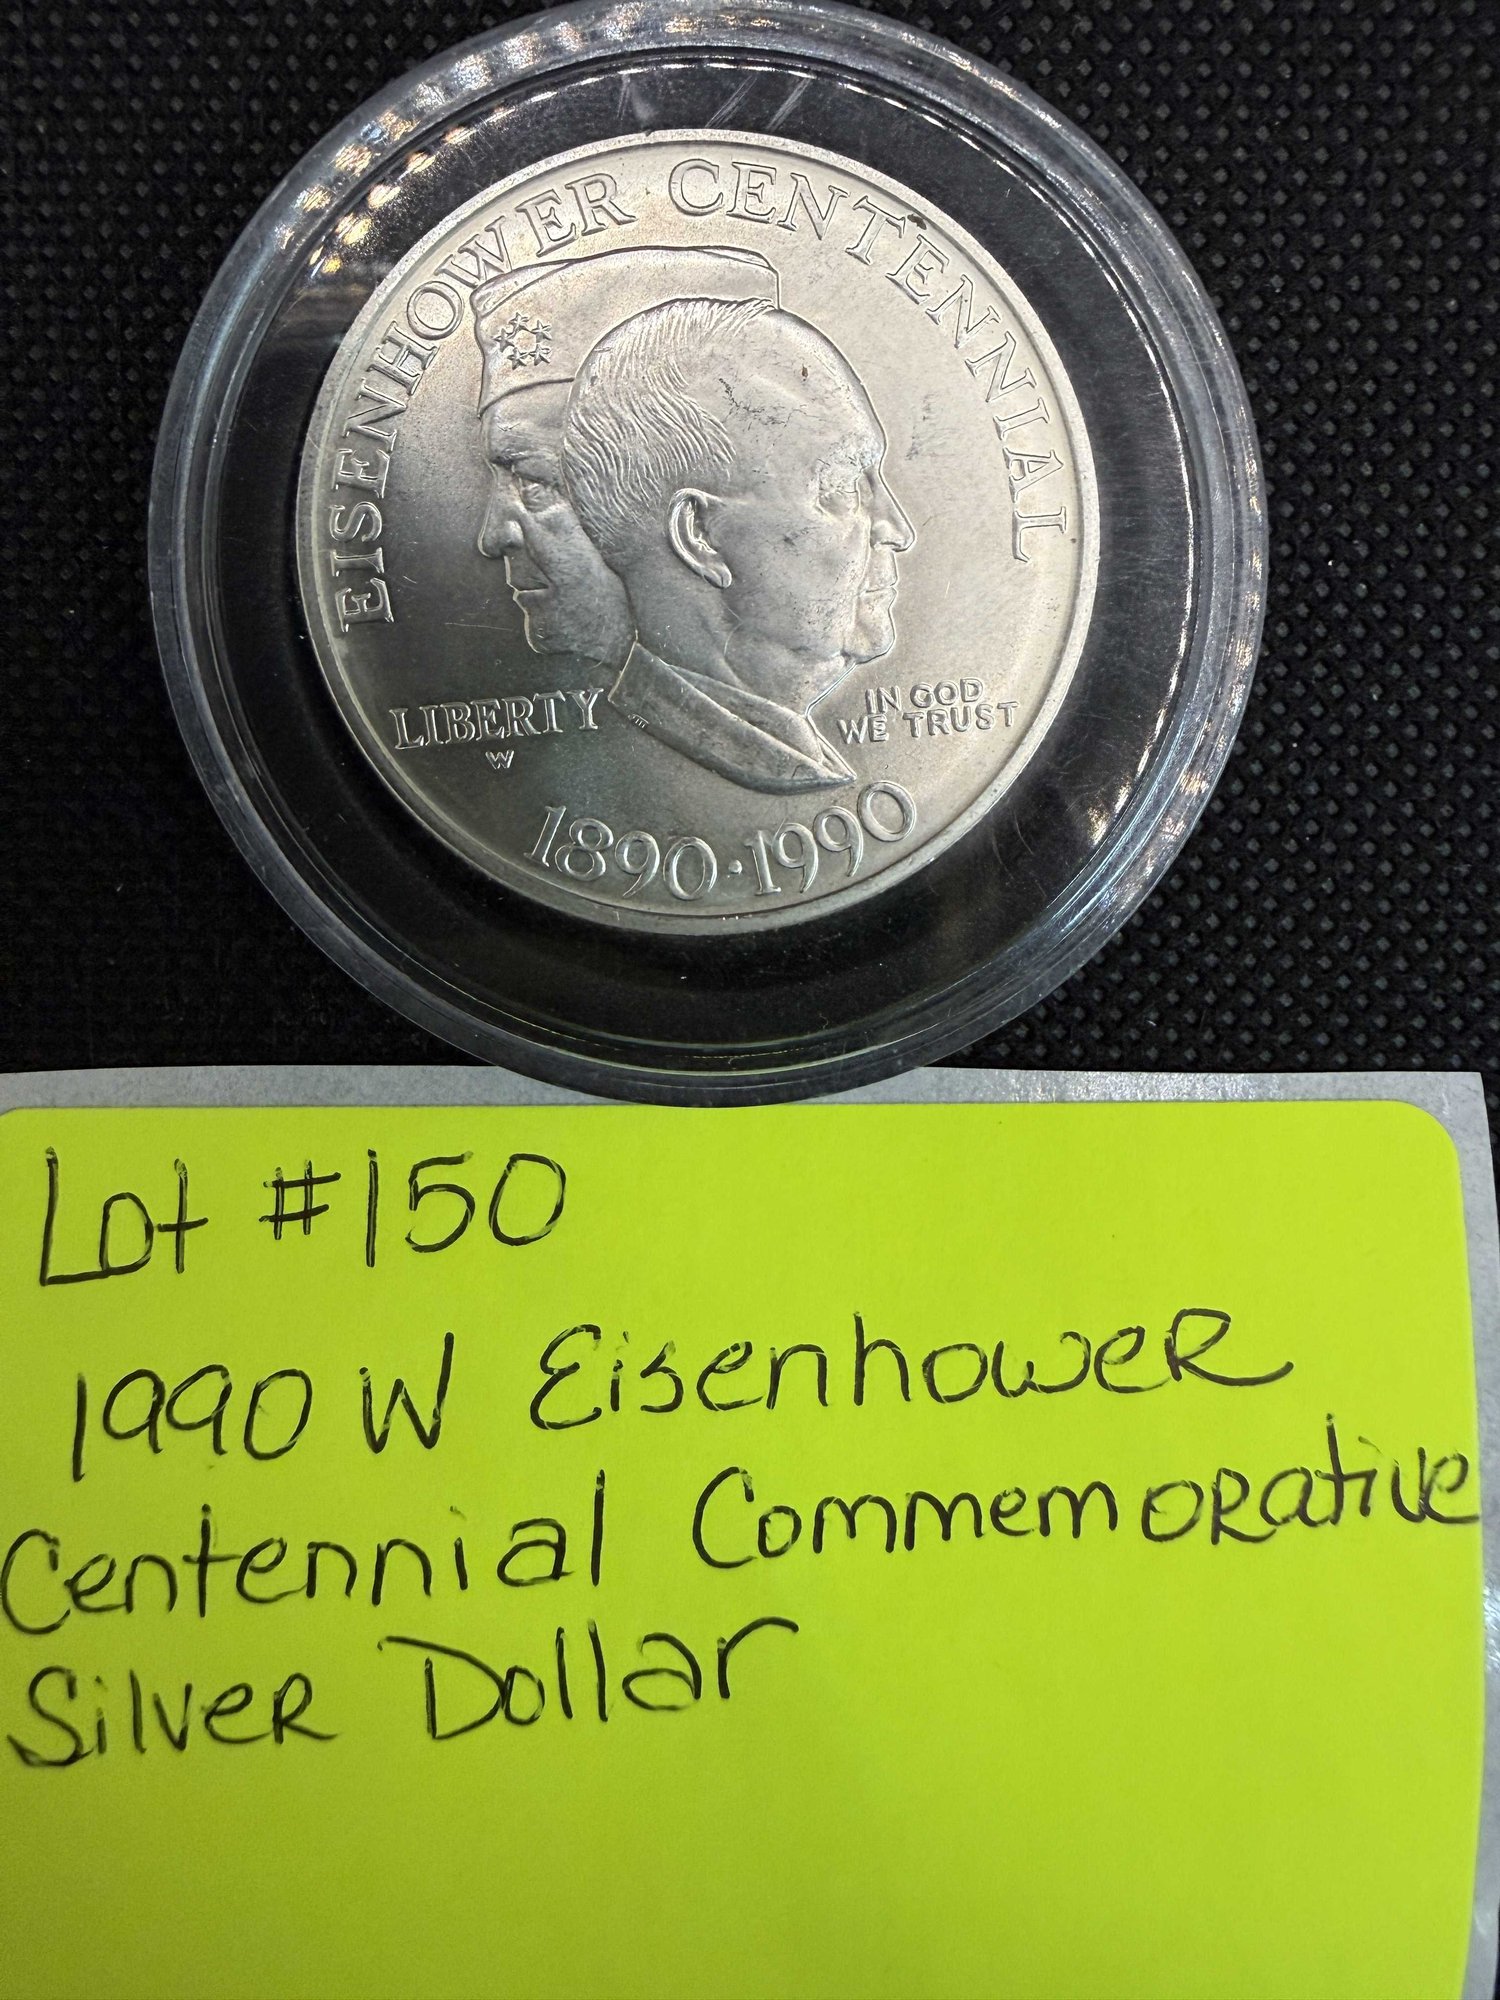 EISENHOWER CENTENNIAL
LIBERTY
W
IN GOD
WE TRUST
1890·1990
Lot #150
1990 W Eisenhower
Centennial Commemorative
Silver Dollar